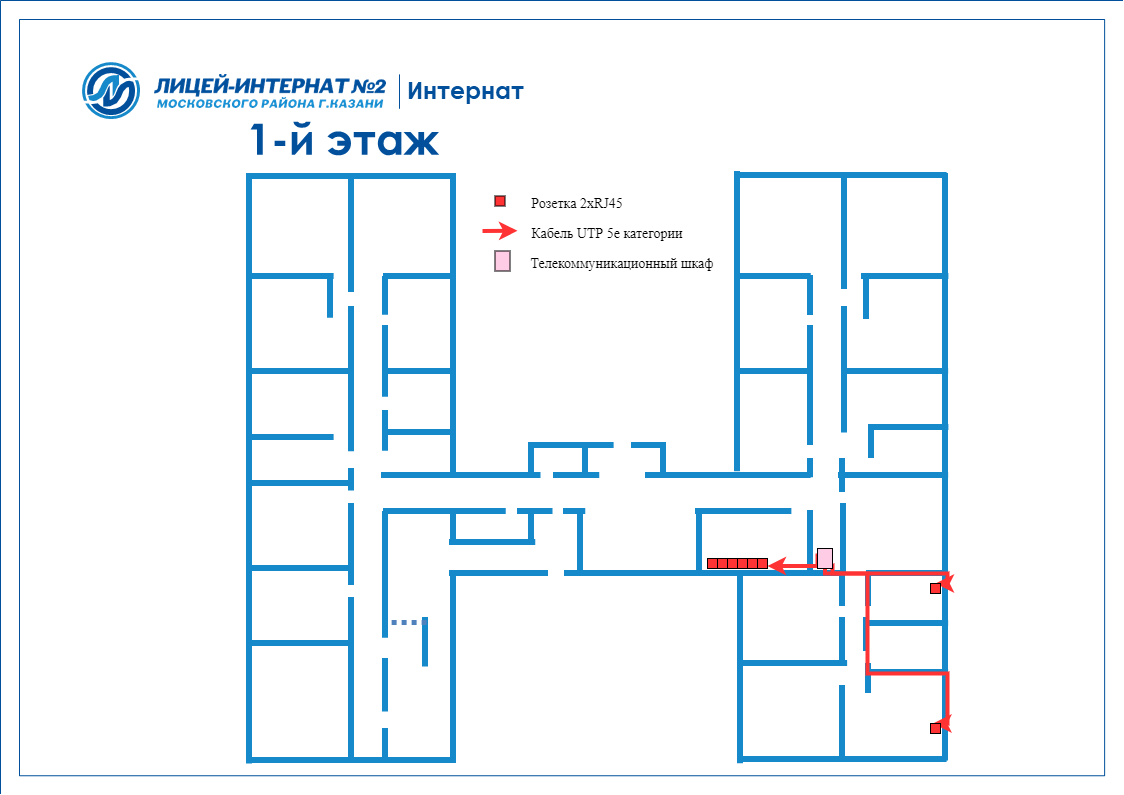 ЛИЦЕЙ-ИНТЕРНАТ №2
МОСКОВСКОГО РАЙОНА Г.КАЗАНИ
Интернат
1-й этаж
Розетка 2xRJ45
Кабель UTP 5е категории
Телекоммуникационный шкаф